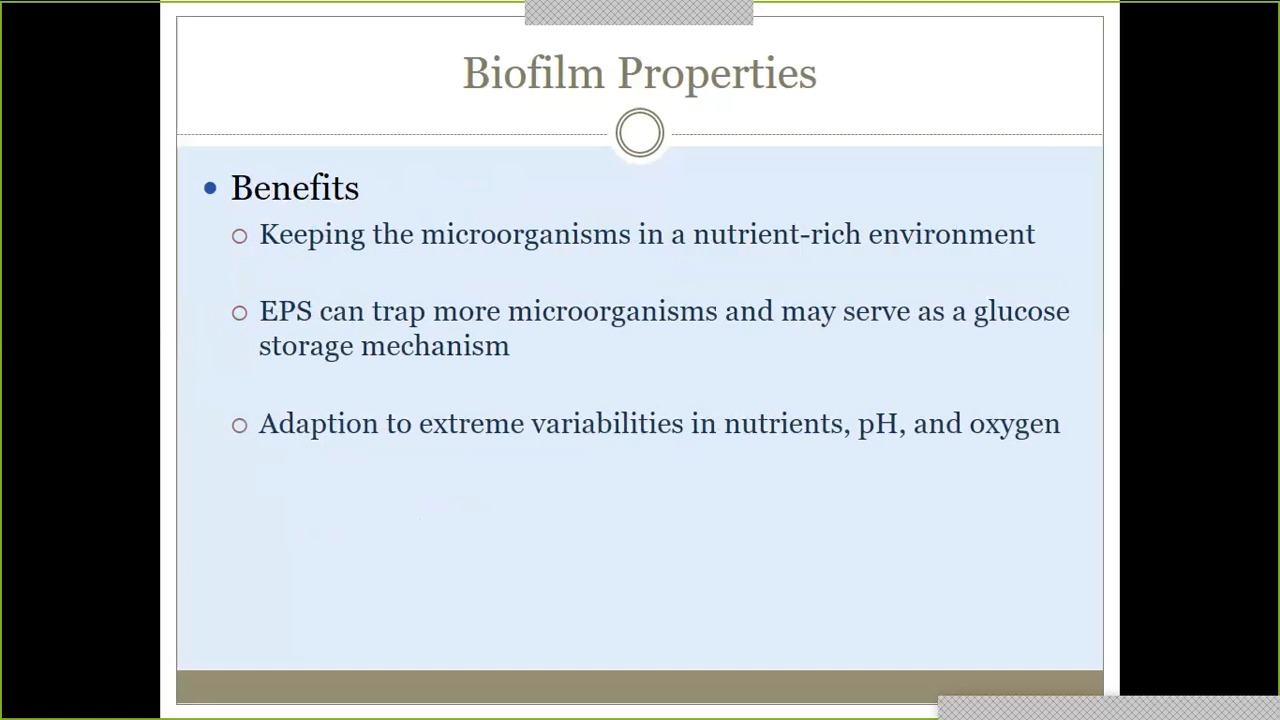 Biofilm Properties
Benefits
Keeping the microorganisms in a nutrient-rich environment
EPS can trap more microorganisms and may serve as a glucose
storage mechanism
Adaption to extreme variabilities in nutrients, pH, and oxygen